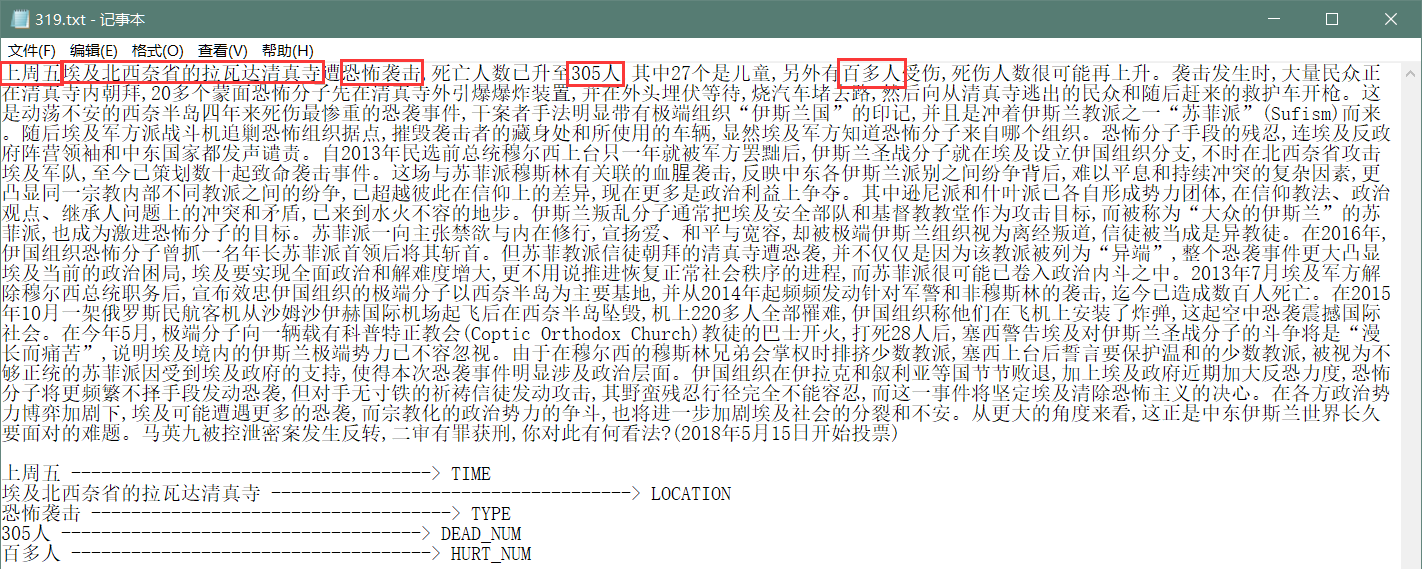 319.txt - 记事本
文件(F) 编辑(E) 格式(O) 查看(V) 帮助(H)
上周五埃及北西奈省的拉瓦达清真寺遭恐怖袭击,死亡人数已升至305人,其中27个是儿童,另外有百多人受伤,死伤人数很可能再上升。袭击发生时,大量民众正
在清真寺内朝拜,20多个蒙面恐怖分子先在清真寺外引爆爆炸装置,并在外头埋伏等待,烧汽车堵去路,然后向从清真寺逃出的民众和随后赶来的救护车开枪。这
是动荡不安的西奈半岛四年来死伤最惨重的恐袭事件,干案者手法明显带有极端组织“伊斯兰国”的印记,并且是冲着伊斯兰教派之一“苏菲派”(Sufism)而来
。随后埃及军方派战斗机追剿恐怖组织据点,摧毁袭击者的藏身处和所使用的车辆,显然埃及军方知道恐怖分子来自哪个组织。恐怖分子手段的残忍,连埃及反政
府阵营领袖和中东国家都发声谴责。自2013年民选前总统穆尔西上台只一年就被军方罢黜后,伊斯兰圣战分子就在埃及设立伊国组织分支,不时在北西奈省攻击
埃及军队,至今已策划数十起致命袭击事件。这场与苏菲派穆斯林有关联的血腥袭击,反映中东各伊斯兰派别之间纷争背后,难以平息和持续冲突的复杂因素,更
凸显同一宗教内部不同教派之间的纷争,已超越彼此在信仰上的差异,现在更多是政治利益上争夺。其中逊尼派和什叶派已各自形成势力团体,在信仰教法、政治
观点、继承人问题上的冲突和矛盾,已来到水火不容的地步。伊斯兰叛乱分子通常把埃及安全部队和基督教教堂作为攻击目标,而被称为“大众的伊斯兰”的苏
菲派,也成为激进恐怖分子的目标。苏菲派一向主张禁欲与内在修行,宣扬爱、和平与宽容,却被极端伊斯兰组织视为离经叛道,信徒被当成是异教徒。在2016年,
伊国组织恐怖分子曾抓一名年长苏菲派首领后将其斩首。但苏菲教派信徒朝拜的清真寺遭恐袭,并不仅仅是因为该教派被列为“异端”,整个恐袭事件更大凸显
埃及当前的政治困局,埃及要实现全面政治和解难度增大,更不用说推进恢复正常社会秩序的进程,而苏菲派很可能已卷入政治内斗之中。2013年7月埃及军方解
除穆尔西总统职务后,宣布效忠伊国组织的极端分子以西奈半岛为主要基地,并从2014年起频频发动针对军警和非穆斯林的袭击,迄今已造成数百人死亡。在2015
年10月一架俄罗斯民航客机从沙姆沙伊赫国际机场起飞后在西奈半岛坠毁,机上220多人全部罹难,伊国组织称他们在飞机上安装了炸弹,这起空中恐袭震撼国际
社会。在今年5月,极端分子向一辆载有科普特正教会(Coptic Orthodox Church)教徒的巴士开火,打死28人后,塞西警告埃及对伊斯兰圣战分子的斗争将是“漫
长而痛苦”,说明埃及境内的伊斯兰极端势力已不容忽视。由于在穆尔西的穆斯林兄弟会掌权时排挤少数教派,塞西上台后誓言要保护温和的少数教派,被视为不
够正统的苏菲派因受到埃及政府的支持,使得本次恐袭事件明显涉及政治层面。伊国组织在伊拉克和叙利亚等国节节败退,加上埃及政府近期加大反恐力度,恐怖
分子将更频繁不择手段发动恐袭,但对手无寸铁的祈祷信徒发动攻击,其野蛮残忍行径完全不能容忍,而这一事件将坚定埃及清除恐怖主义的决心。在各方政治势
力博弈加剧下,埃及可能遭遇更多的恐袭,而宗教化的政治势力的争斗,也将进一步加剧埃及社会的分裂和不安。从更大的角度来看,这正是中东伊斯兰世界长久
要面对的难题。马英九被控泄密案发生反转,二审有罪获刑,你对此有何看法?(2018年5月15日开始投票)
上周五 ------------------------------------> TIME
埃及北西奈省的拉瓦达清真寺 ------------------------------------> LOCATION
恐怖袭击 ------------------------------------> TYPE
305人 ------------------------------------> DEAD_NUM
百多人 ------------------------------------> HURT_NUM